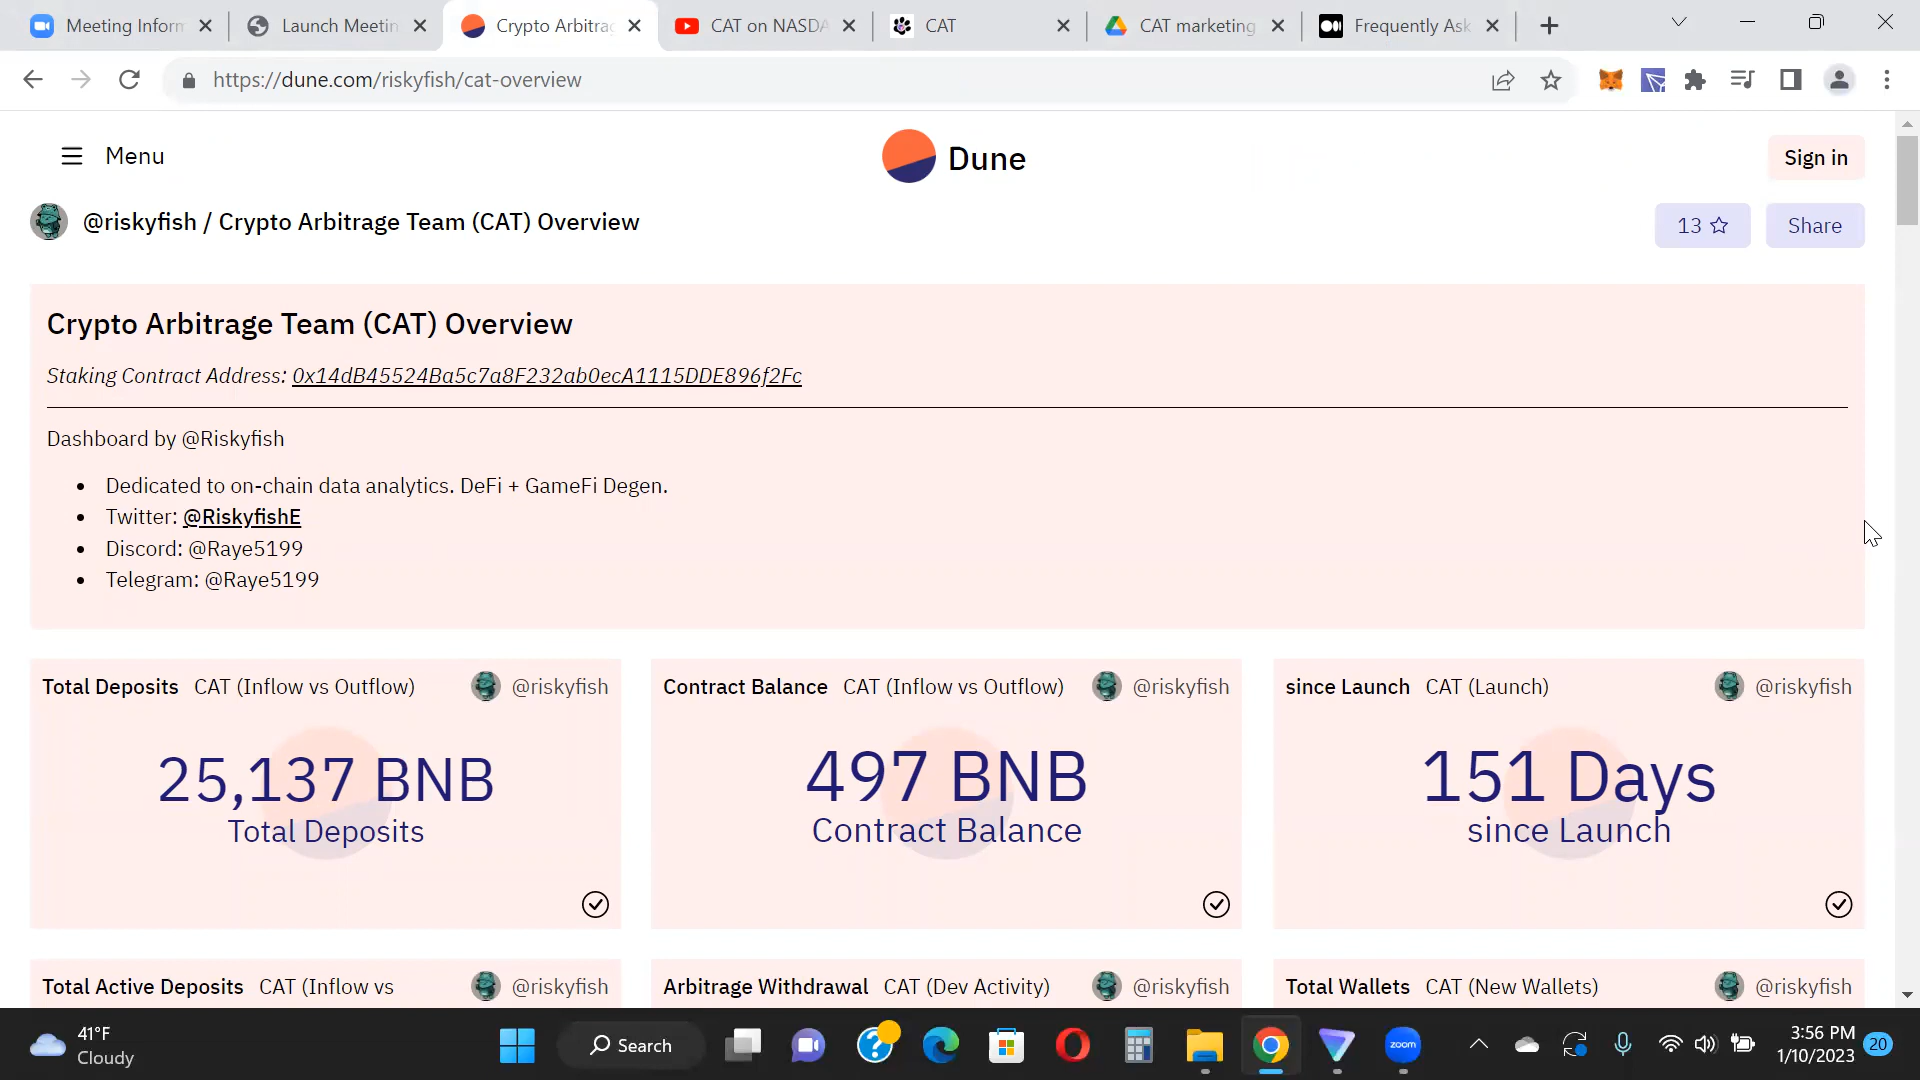 Meeting Inform
Launch Meetin
Crypto Arbitrag
CAT on NASDA
CAT
CAT marketing
Frequently Ask
https://dune.com/riskyfish/cat-overview
Menu
Dune
Sign in
@riskyfish / Crypto Arbitrage Team (CAT) Overview
13
Share
Crypto Arbitrage Team (CAT) Overview
Staking Contract Address: 0x14dB45524Ba5c7a8F232ab0ecA1115DDE896f2Fc
Dashboard by @Riskyfish
Dedicated to on-chain data analytics. DeFi + GameFi Degen.
Twitter: @RiskyfishE
Discord: @Raye5199
Telegram: @Raye5199
Total Deposits CAT (Inflow vs Outflow) @riskyfish
25,137 BNB
Total Deposits
Contract Balance CAT (Inflow vs Outflow) @riskyfish
497 BNB
Contract Balance
since Launch CAT (Launch) @riskyfish
151 Days
since Launch
Total Active Deposits CAT (Inflow vs @riskyfish
Arbitrage Withdrawal CAT (Dev Activity) @riskyfish
Total Wallets CAT (New Wallets) @riskyfish
41°F
Cloudy
Search
zoom
3:56 PM
1/10/2023
20